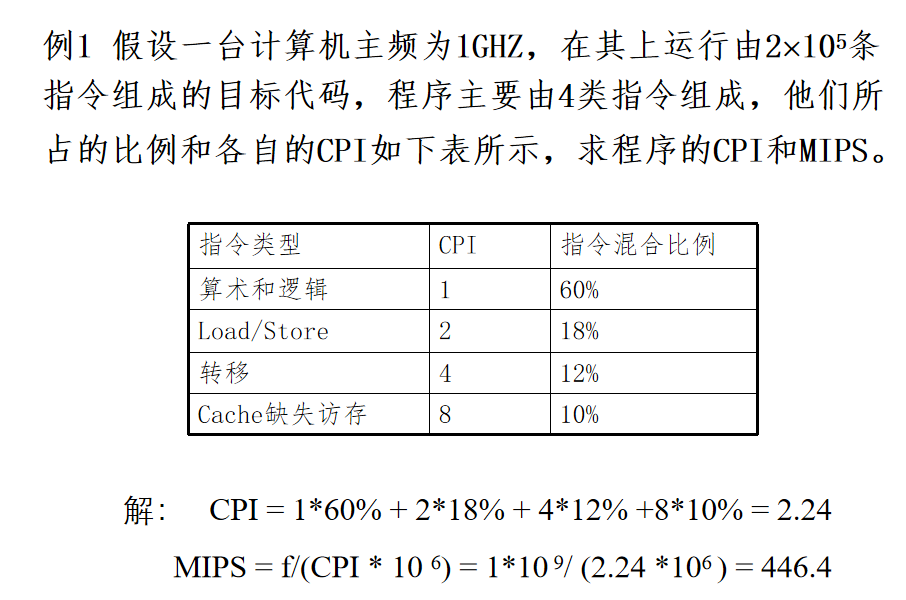 例1 假设一台计算机主频为1GHZ，在其上运行由2×10⁵条
指令组成的目标代码，程序主要由4类指令组成，他们所
占的比例和各自的CPI如下表所示，求程序的CPI和MIPS。
指令类型 CPI 指令混合比例
算术和逻辑 1 60%
Load/Store 2 18%
转移 4 12%
Cache缺失访存 8 10%
解： CPI = 1*60% + 2*18% + 4*12% +8*10% = 2.24
MIPS = f/(CPI * 10 ⁶) = 1*10 ⁹/ (2.24 *10⁶ ) = 446.4